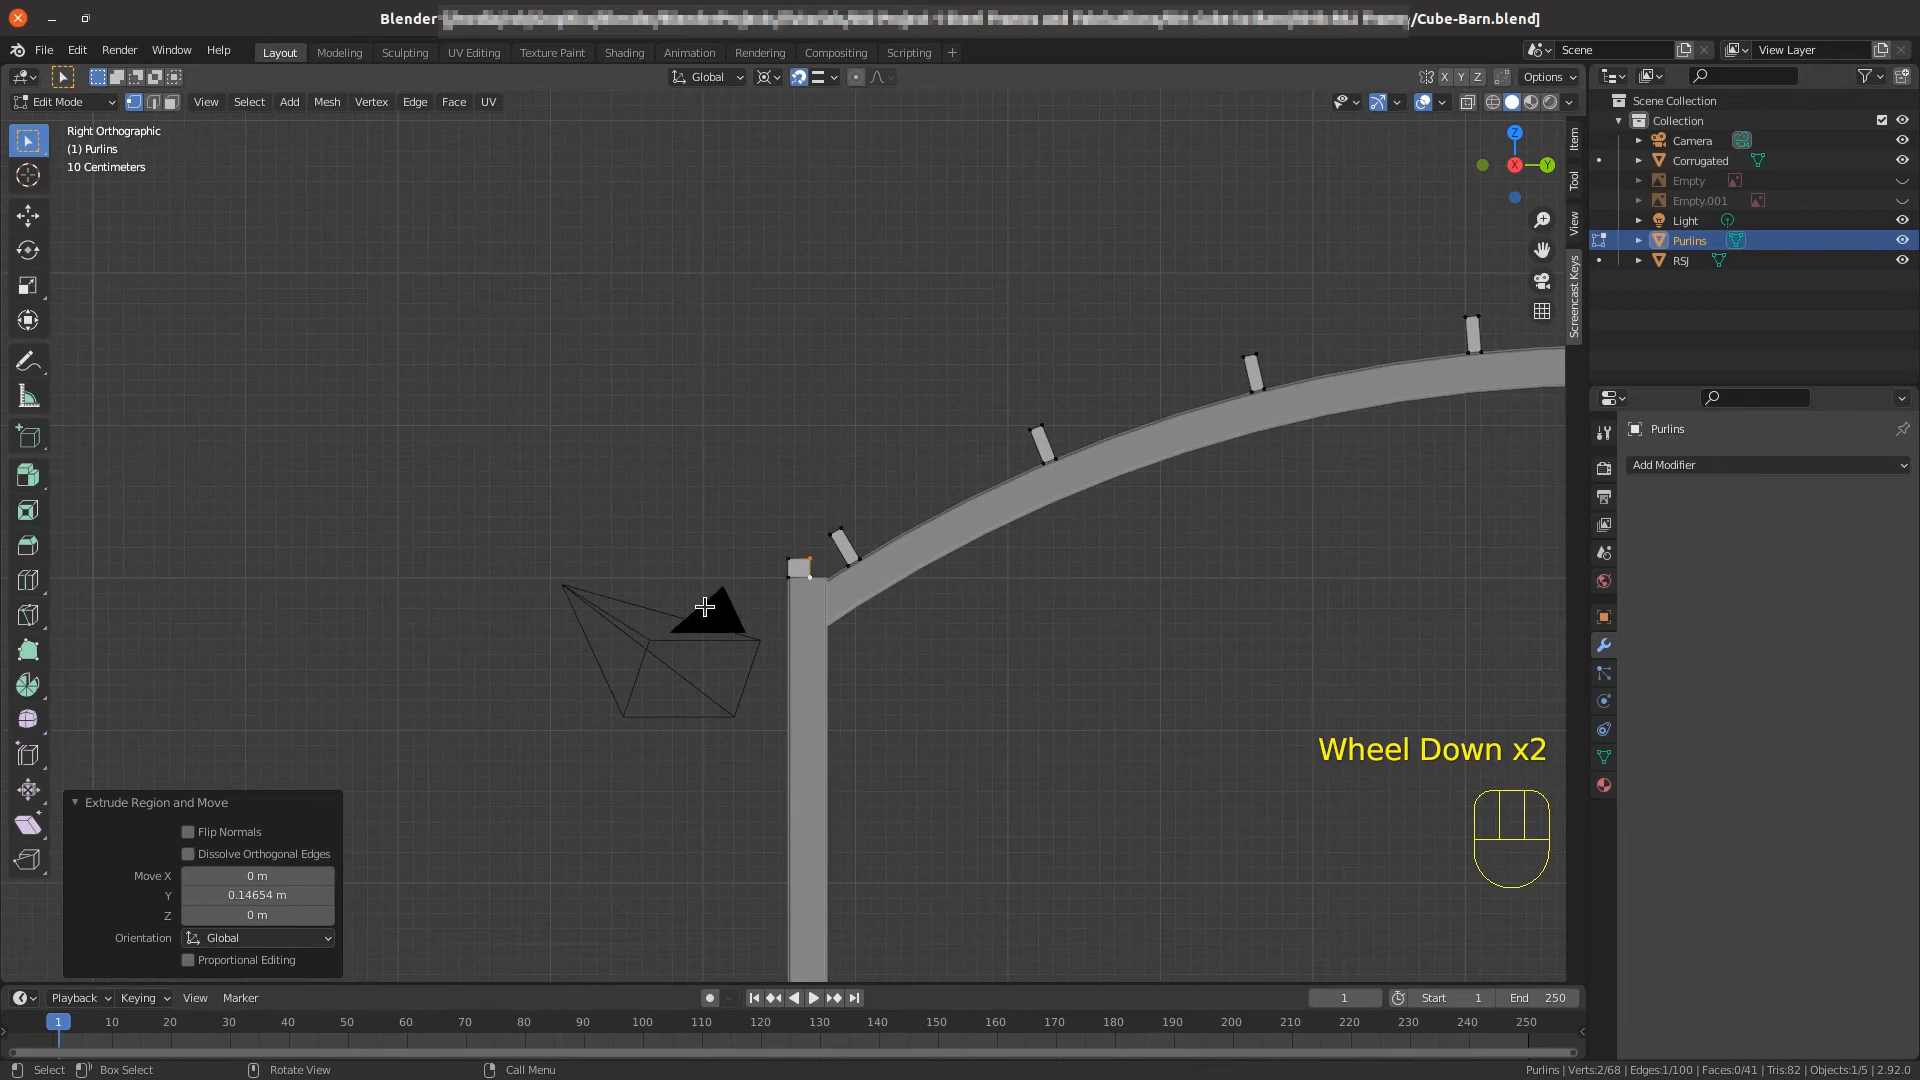 Blender /Cube-Barn.blend]
File Edit Render Window Help Layout Modeling Sculpting UV Editing Texture Paint Shading Animation Rendering Compositing Scripting + Scene View Layer
Global X Y Z Options
Edit Mode View Select Add Mesh Vertex Edge Face UV
Right Orthographic
(1) Purlins
10 Centimeters
Z
X
Y
Item
Tool
View
Screencast Keys
Scene Collection
Collection
Camera
Corrugated
Empty
Empty.001
Light
Purlins
RSJ
Purlins
Add Modifier
Wheel Down x2
Extrude Region and Move
Flip Normals
Dissolve Orthogonal Edges
Move X 0 m
Y 0.14654 m
Z 0 m
Orientation Global
Proportional Editing
Playback Keying View Marker 1 Start 1 End 250
1 10 20 30 40 50 60 70 80 90 100 110 120 130 140 150 160 170 180 190 200 210 220 230 240 250
Select Box Select Rotate View Call Menu Purlins | Verts:2/68 | Edges:1/100 | Faces:0/41 | Tris:82 | Objects:1/5 | 2.92.0